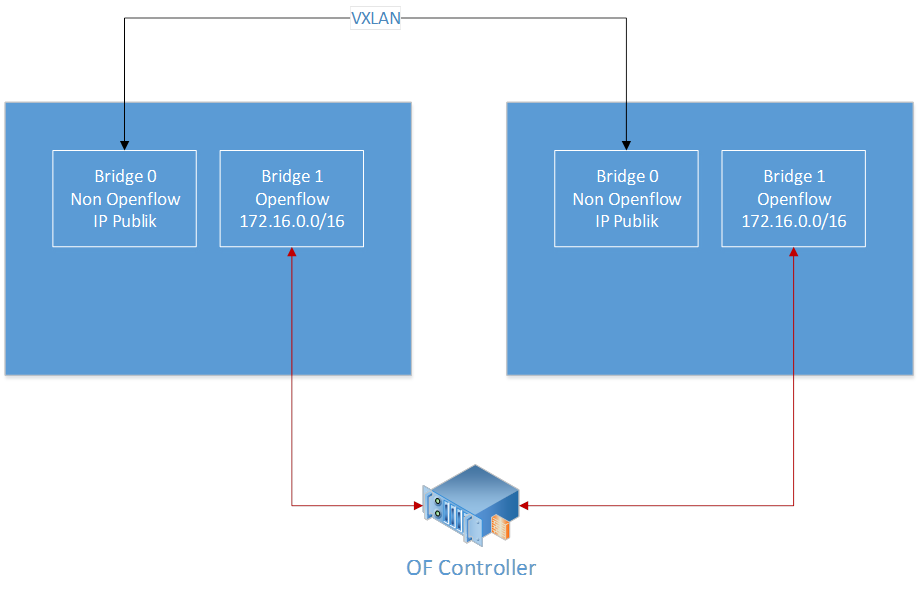 VXLAN
Bridge 0
Non Openflow
IP Publik
Bridge 1
Openflow
172.16.0.0/16
Bridge 0
Non Openflow
IP Publik
Bridge 1
Openflow
172.16.0.0/16
OF Controller